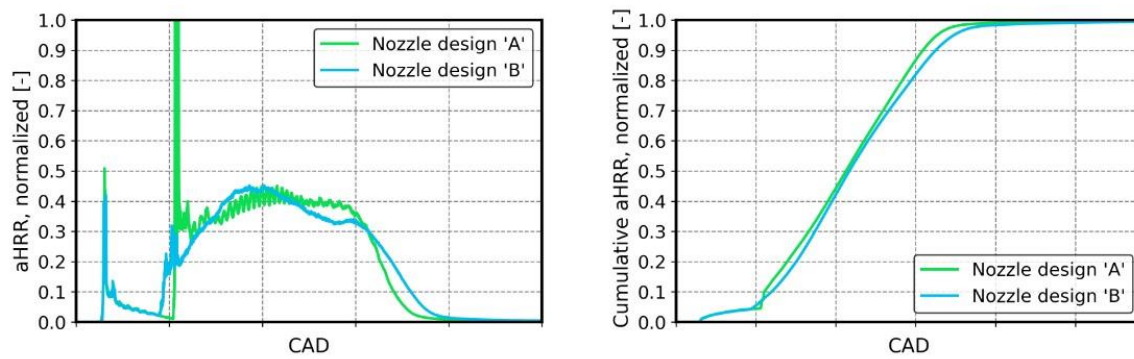 aHRR, normalized [-]
1.0
0.9
0.8
0.7
0.6
0.5
0.4
0.3
0.2
0.1
0.0
Nozzle design 'A'
Nozzle design 'B'
CAD
Cumulative aHRR, normalized [-]
1.0
0.9
0.8
0.7
0.6
0.5
0.4
0.3
0.2
0.1
0.0
Nozzle design 'A'
Nozzle design 'B'
CAD